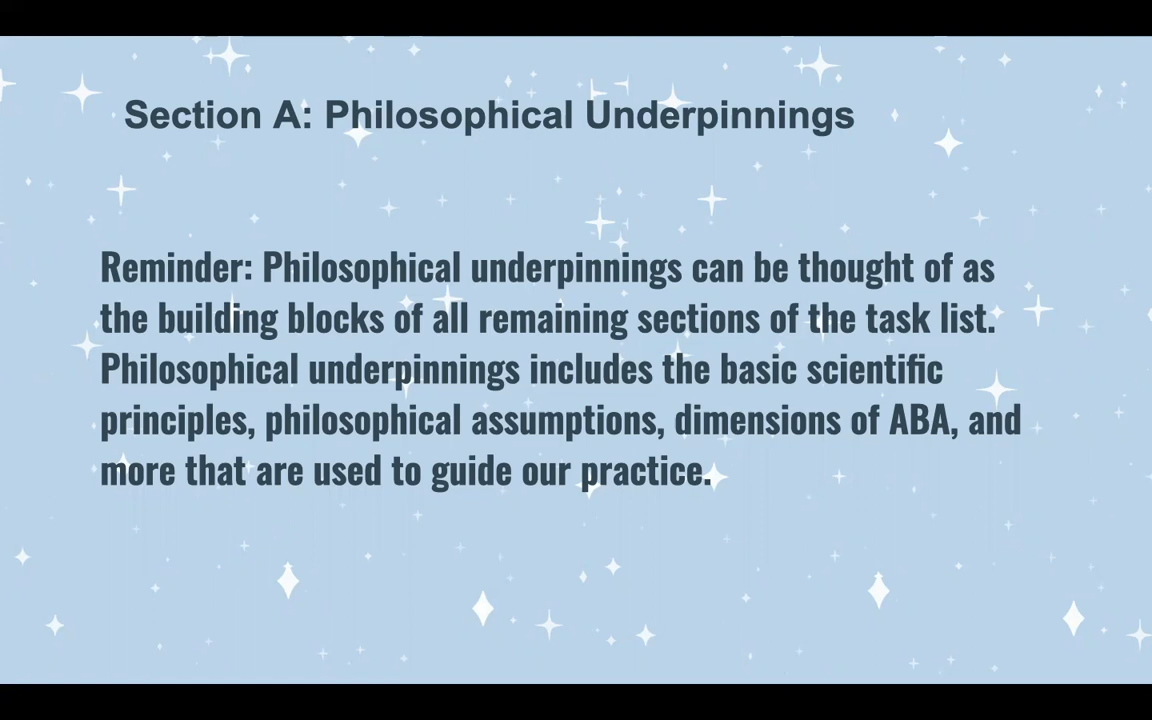 Section A: Philosophical Underpinnings
Reminder: Philosophical underpinnings can be thought of as
the building blocks of all remaining sections of the task list.
Philosophical underpinnings includes the basic scientific
principles, philosophical assumptions, dimensions of ABA, and
more that are used to guide our practice.